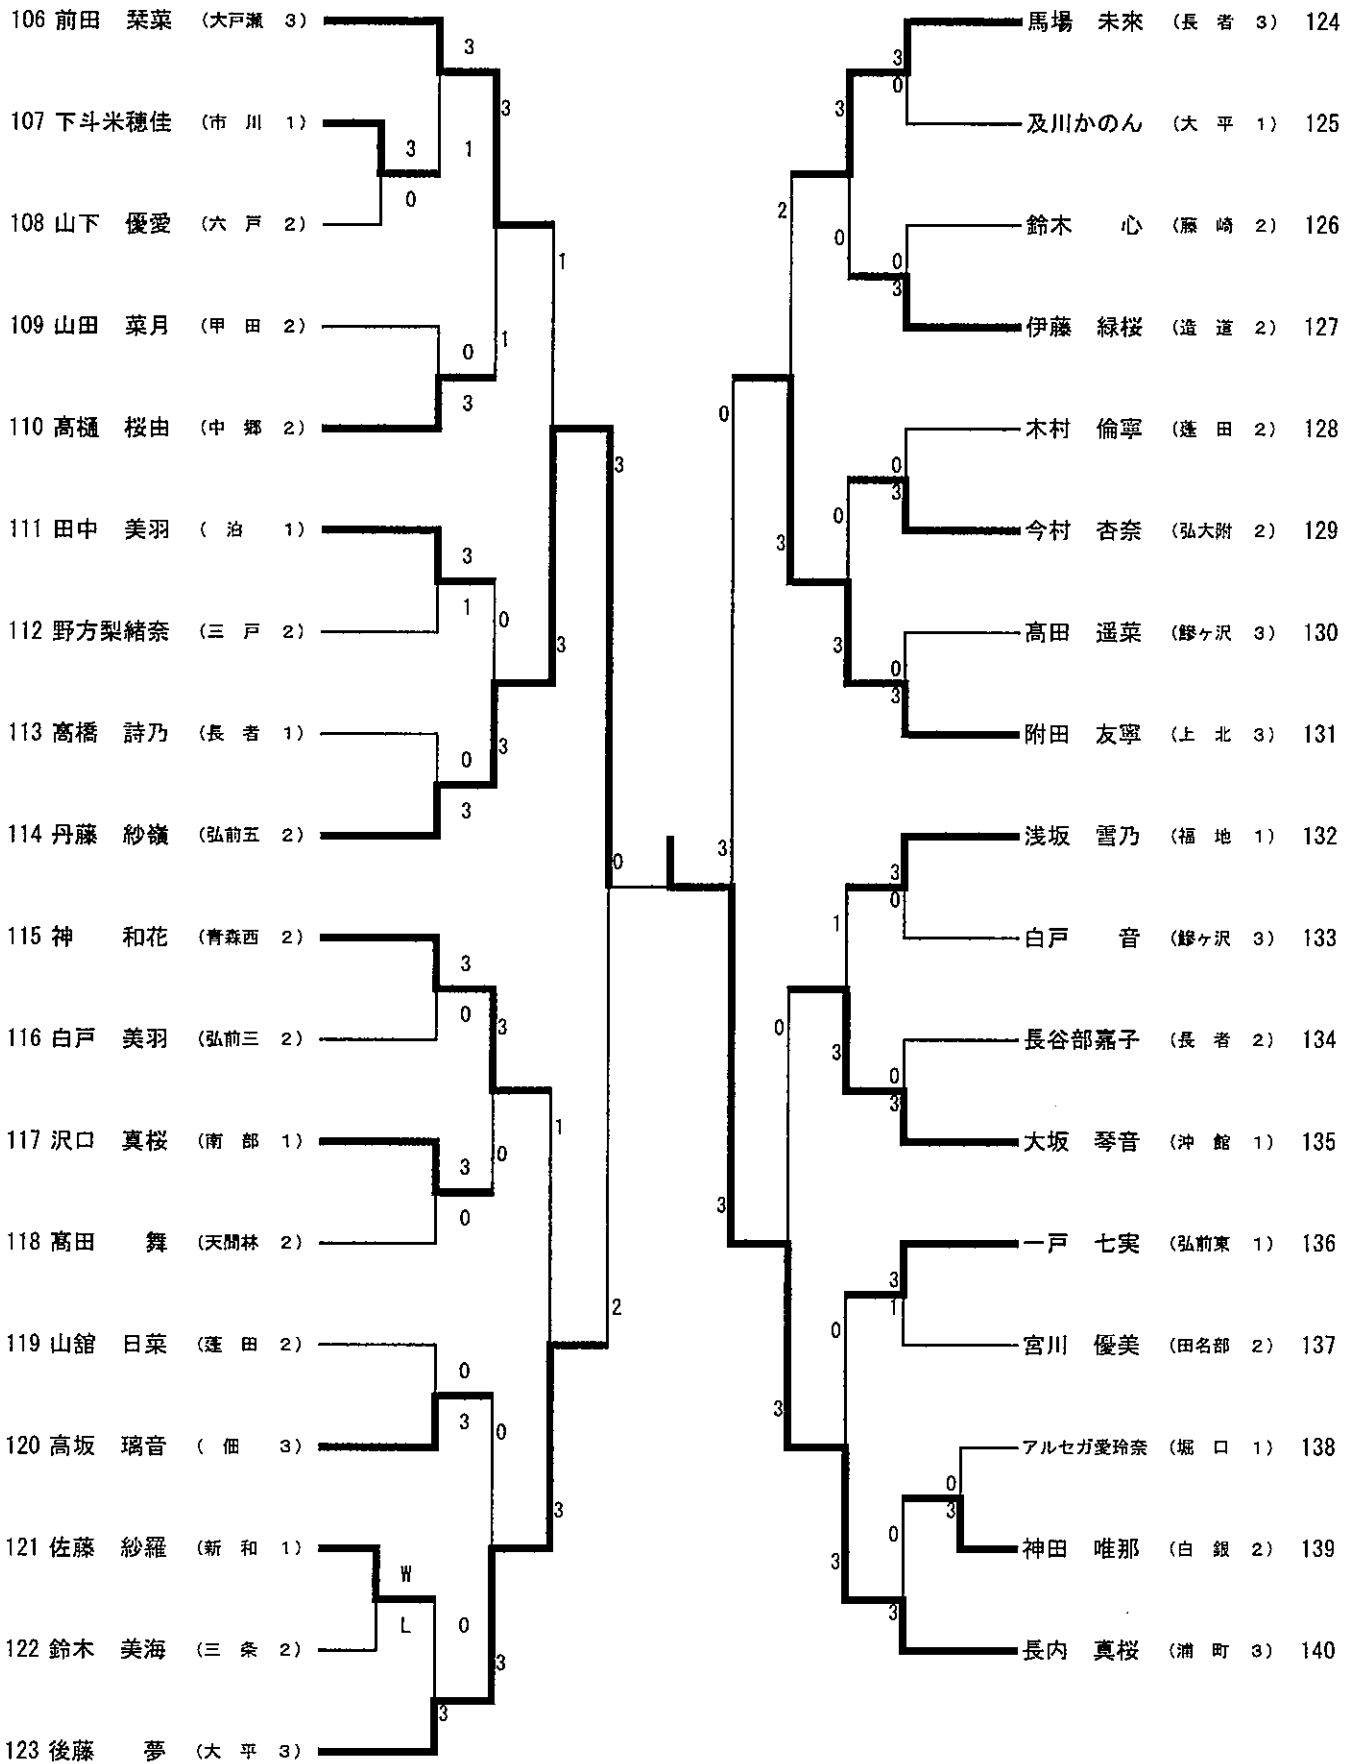 106 前田　栞菜 (大戸瀬 3)
3
3
107 下斗米穂佳 (市 川 1)
3
1
0
108 山下　優愛 (六 戸 2)
1
109 山田　菜月 (甲 田 2)
1
0
3
110 高樋　桜由 (中 郷 2)
3
111 田中　美羽 ( 泊 1)
3
1
0
112 野方梨緒奈 (三 戸 2)
3
113 高橋　詩乃 (長 者 1)
3
0
3
114 丹藤　紗嶺 (弘前五 2)
0
115 神　　和花 (青森西 2)
3
0
3
116 白戸　美羽 (弘前三 2)
1
117 沢口　真桜 (南 部 1)
3
0
0
118 髙田　　舞 (天間林 2)
2
119 山舘　日菜 (蓬 田 2)
0
3
0
120 高坂　璃音 ( 佃 3)
3
121 佐藤　紗羅 (新 和 1)
W
L
0
122 鈴木　美海 (三 条 2)
3
3
123 後藤　　夢 (大 平 3)
馬場　未來 (長 者 3) 124
3
0
3
及川かのん (大 平 1) 125
2
鈴木　　心 (藤 崎 2) 126
0
0
3
伊藤　緑桜 (造 道 2) 127
0
木村　倫寧 (蓬 田 2) 128
0
3
0
今村　杏奈 (弘大附 2) 129
3
髙田　遥菜 (鰺ヶ沢 3) 130
3
0
3
附田　友寧 (上 北 3) 131
3
浅坂　雪乃 (福 地 1) 132
3
0
1
白戸　　音 (鰺ヶ沢 3) 133
0
長谷部嘉子 (長 者 2) 134
3
0
3
大坂　琴音 (沖 館 1) 135
3
一戸　七実 (弘前東 1) 136
3
1
0
宮川　優美 (田名部 2) 137
3
アルセガ愛玲奈 (堀 口 1) 138
0
3
0
神田　唯那 (白 銀 2) 139
3
3
長内　真桜 (浦 町 3) 140